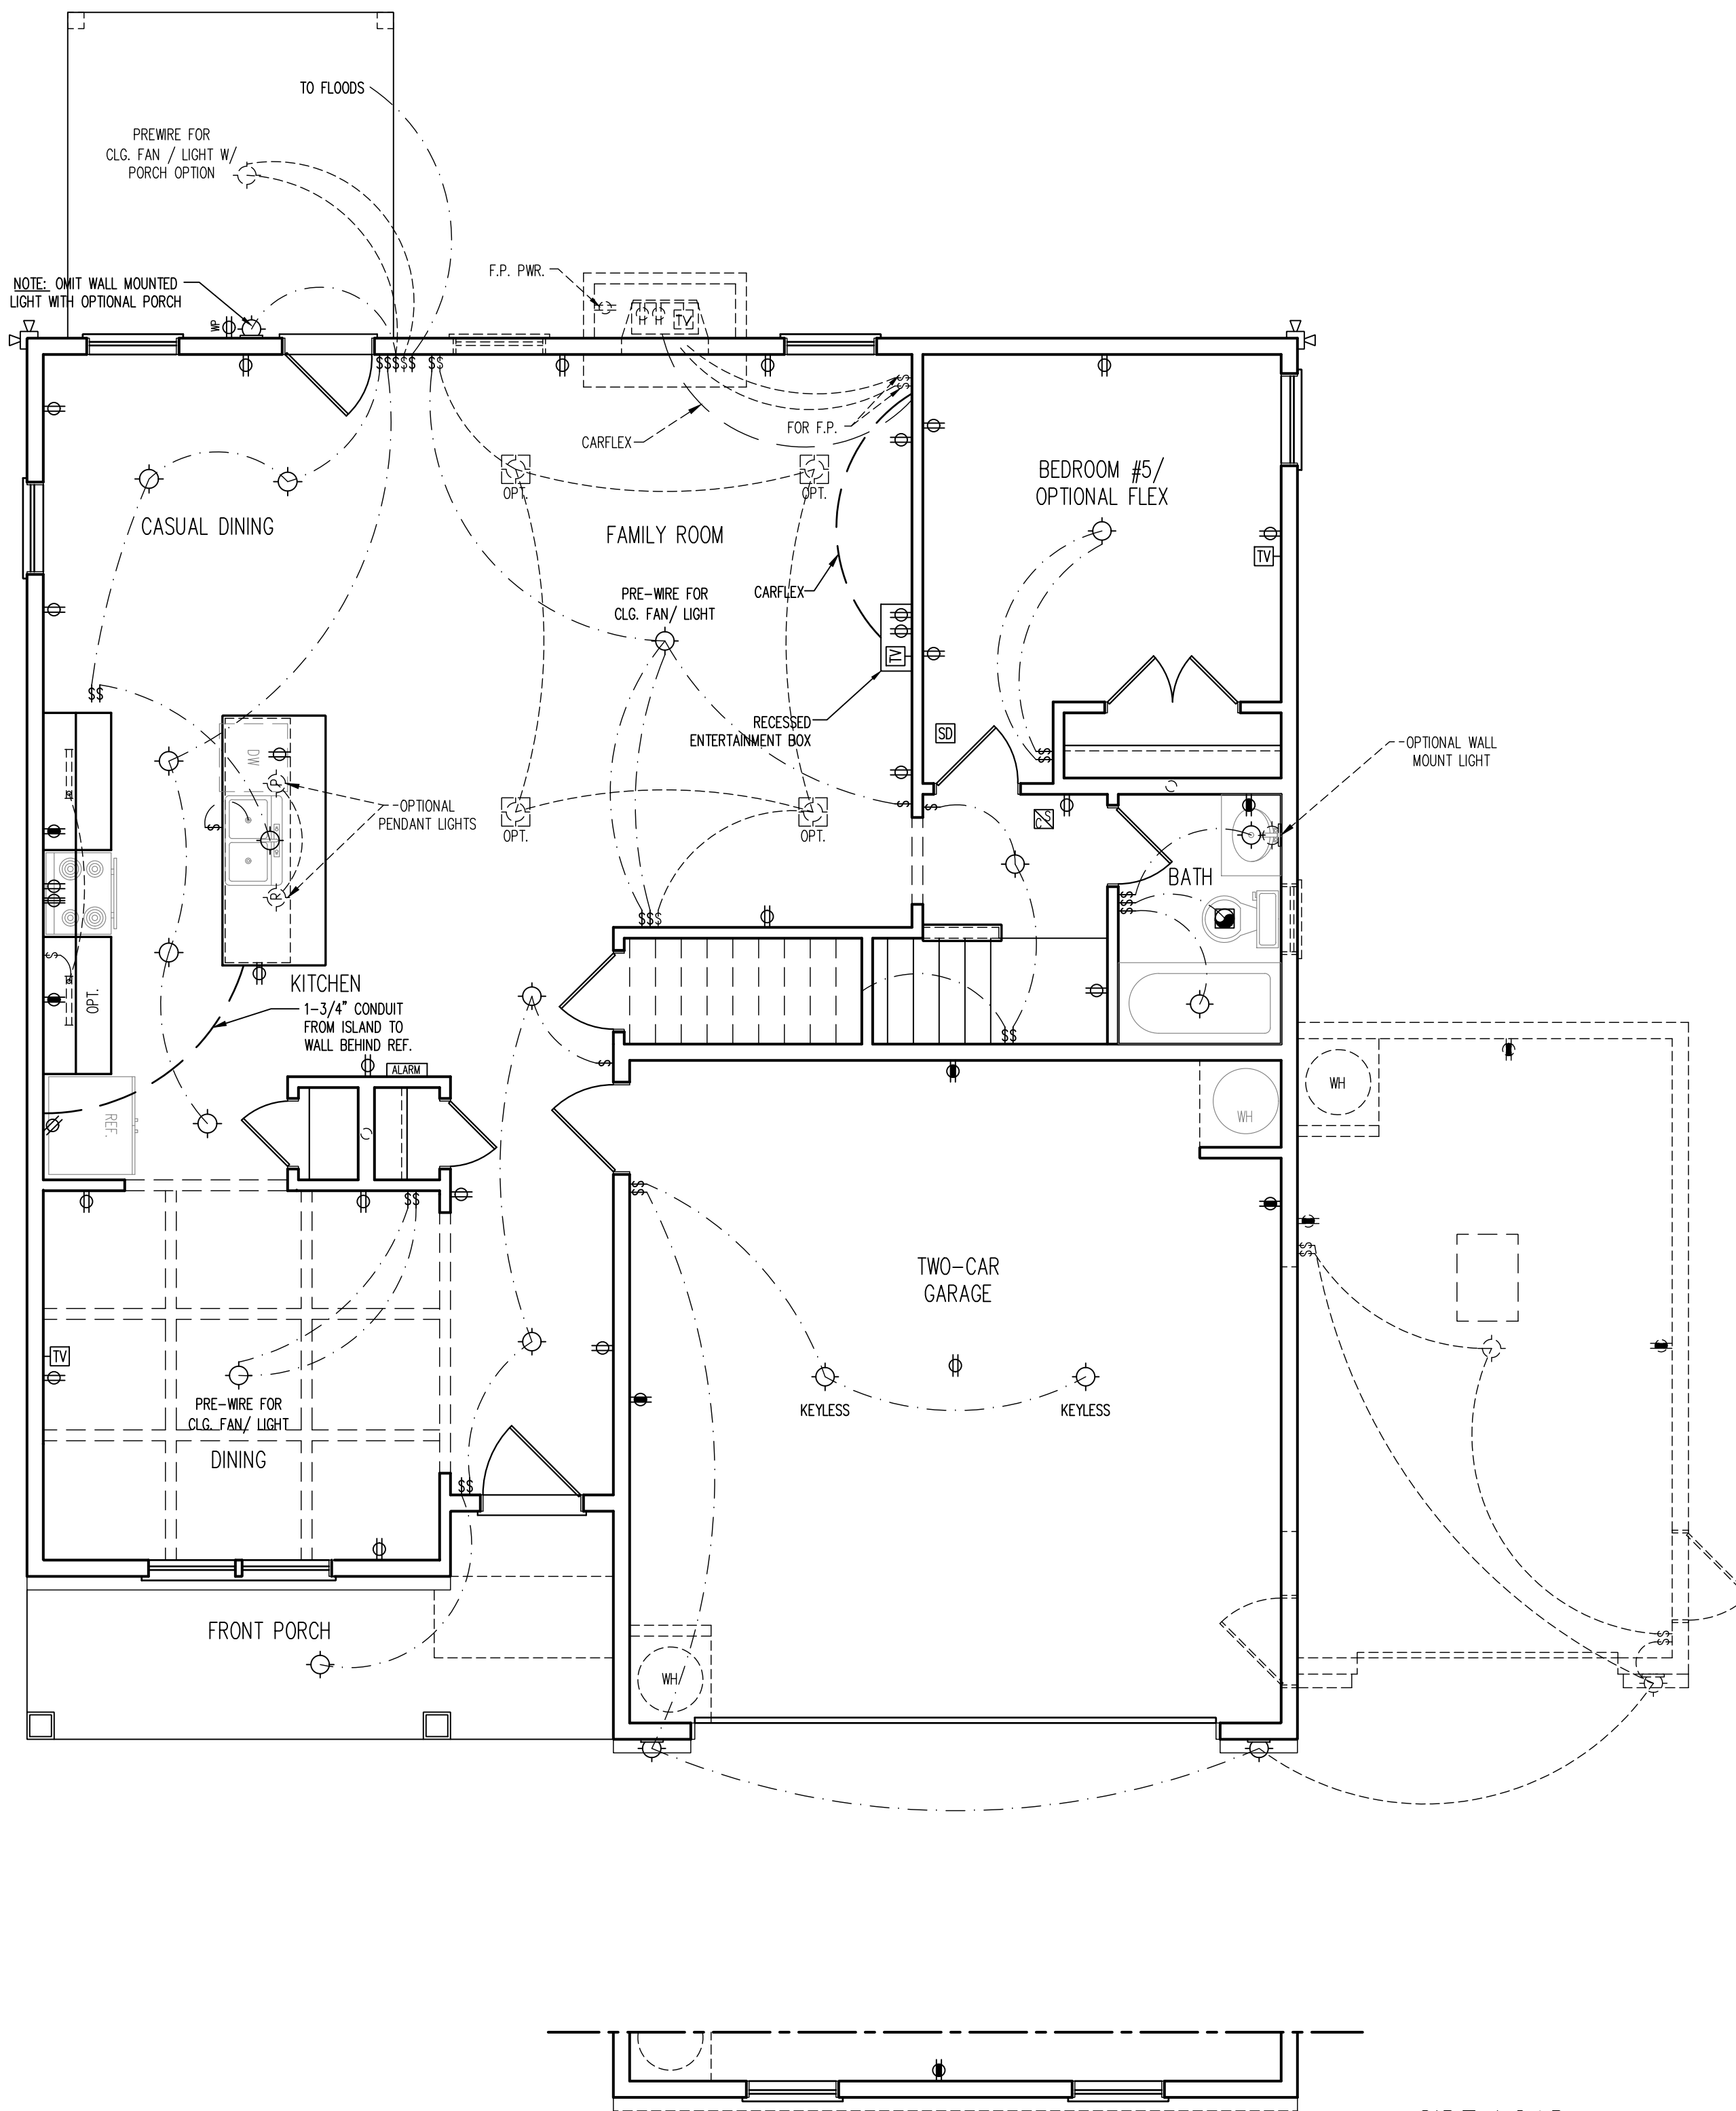 TO FLOODS
PREWIRE FOR
CLG. FAN / LIGHT W/
PORCH OPTION
NOTE: OMIT WALL MOUNTED
LIGHT WITH OPTIONAL PORCH
WP
F.P. PWR.
TV
$$$$$
$$
$
$
CARFLEX
FOR F.P.
OPT.
OPT.
CASUAL DINING
FAMILY ROOM
BEDROOM #5/
OPTIONAL FLEX
TV
PRE-WIRE FOR
CLG. FAN/ LIGHT
CARFLEX
TV
$$
RECESSED
ENTERTAINMENT BOX
SD
$
$
OPTIONAL WALL
MOUNT LIGHT
DW
P
OPTIONAL
PENDANT LIGHTS
R
$
OPT.
OPT.
$
$
S
C
BATH
$
$
$
$$$
$
OPT.
KITCHEN
1-3/4" CONDUIT
FROM ISLAND TO
WALL BEHIND REF.
ALARM
REF.
$
$$
WH
WH
$$
$
$
$
$
TWO-CAR
GARAGE
TV
PRE-WIRE FOR
CLG. FAN/ LIGHT
DINING
KEYLESS
KEYLESS
$$
FRONT PORCH
WH
$
$